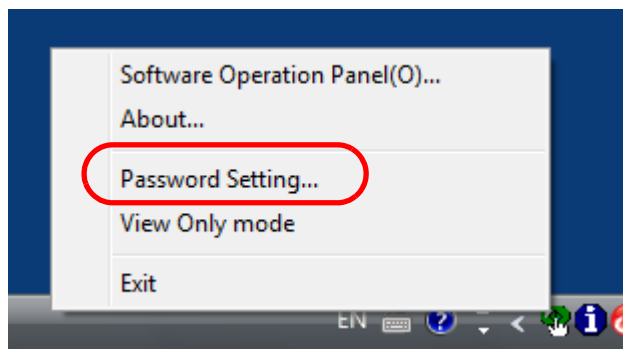 Software Operation Panel(O)...
About...
Password Setting...
View Only mode
Exit
EN